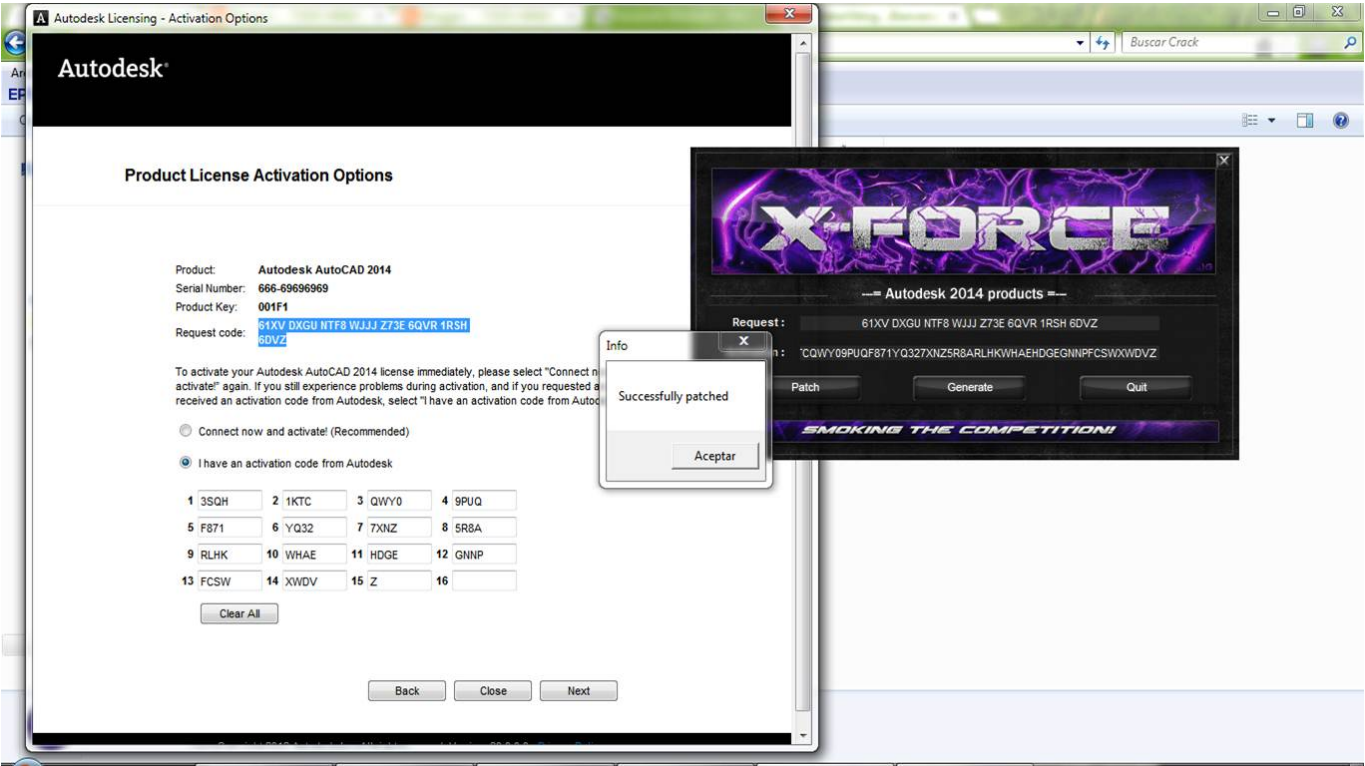 Autodesk Licensing - Activation Options
Buscar Crack
Autodesk
Product License Activation Options
Product: Autodesk AutoCAD 2014
Serial Number: 666-69696969
Product Key: 001F1
Request code: 61XV DXGU NTF8 WJJJ Z73E 6QVR 1RSH
6DVZ
To activate your Autodesk AutoCAD 2014 license immediately, please select "Connect
activate!" again. If you still experience problems during activation, and if you requested a
received an activation code from Autodesk, select "I have an activation code from
Connect now and activate! (Recommended)
I have an activation code from Autodesk
1 3SQH 2 1KTC 3 QWY0 4 9PUQ
5 F871 6 YQ32 7 7XNZ 8 5R8A
9 RLHK 10 WHAE 11 HDGE 12 GNNP
13 FCSW 14 XWDV 15 Z 16
Clear All
Back Close Next
X-FORCE
---= Autodesk 2014 products =---
Request: 61XV DXGU NTF8 WJJJ Z73E 6QVR 1RSH 6DVZ
CQWY09PUQF871YQ327XNZ5R8ARLHKWHAEHDGEGNNPFCSWXWDVZ
Patch Generate Quit
SMOKING THE COMPETITION!
Info
Successfully patched
Aceptar